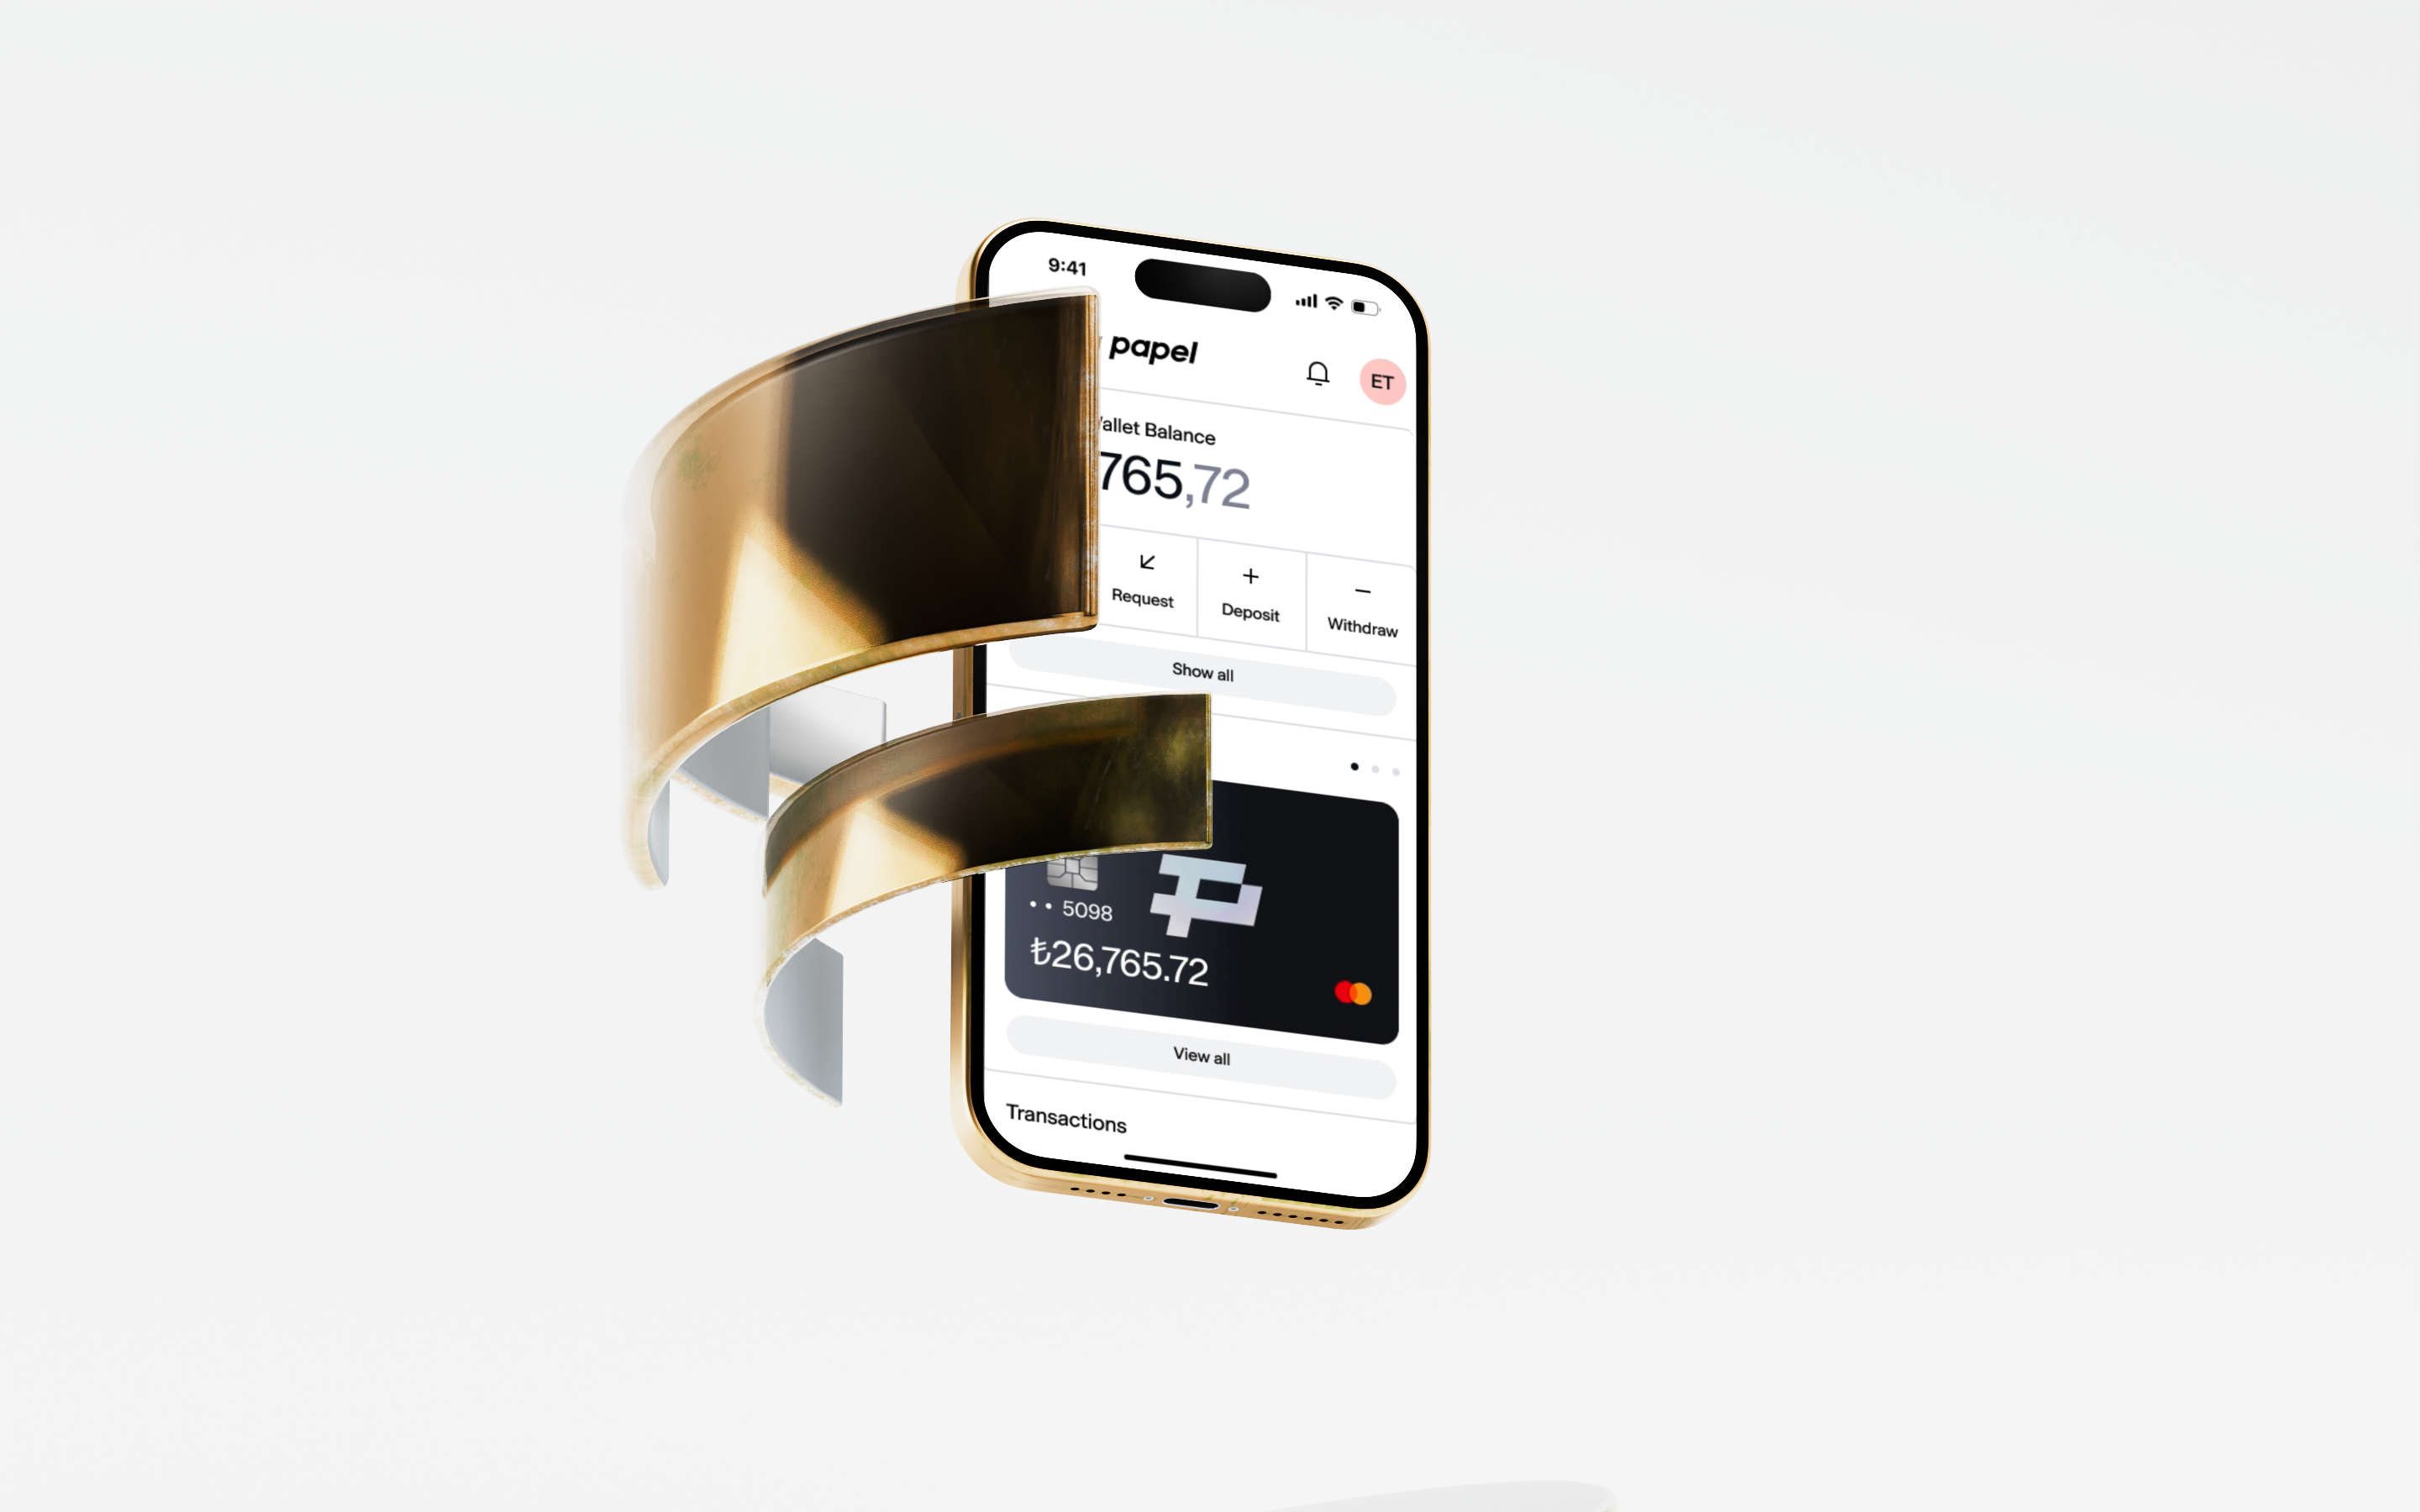 9:41
papel
ET
allet Balance
765,72
Request
Deposit
Withdraw
Show all
•• 5098
₺26,765.72
View all
Transactions